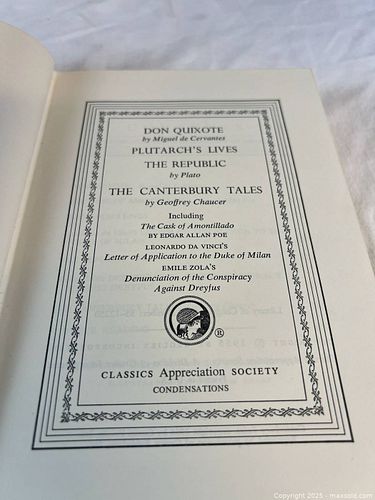 DON QUIXOTE
by Miguel de Cervantes
PLUTARCH'S LIVES
THE REPUBLIC
by Plato
THE CANTERBURY TALES
by Geoffrey Chaucer
Including
The Cask of Amontillado
BY EDGAR ALLAN POE
LEONARDO DA VINCI'S
Letter of Application to the Duke of Milan
EMILE ZOLA'S
Denunciation of the Conspiracy
Against Dreyfus
®
CLASSICS Appreciation SOCIETY
CONDENSATIONS
Copyright 2025 - maxsold.com